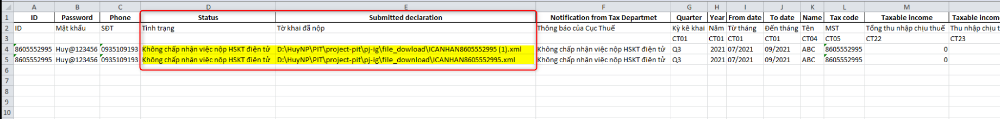 A B C D E F G H I J K L M
1 ID Password Phone Status Submitted declaration Notification from Tax Departmet Quarter Year From date To date Name Tax code Taxable income Taxable incom
2 ID Mật khẩu SĐT Tình trạng Tờ khai đã nộp Thông báo của Cục Thuế Kỳ kê khai Năm Từ tháng Đến tháng Tên MST Tổng thu nhập chịu thuế Thu nhập chịu t
3 CT01 CT01 CT01 CT01 CT04 CT05 CT22 CT23
4 8605552995 Huy@123456 0935109193 Không chấp nhận việc nộp HSKT điện tử D:\HuyNP\PIT\project-pit\pj-ig\file_dowload\ICANHAN8605552995 (1).xml Không chấp nhận việc nộp HSKT điện tử Q3 2021 07/2021 09/2021 ABC 8605552995 0
5 8605552995 Huy@123456 0935109193 Không chấp nhận việc nộp HSKT điện tử D:\HuyNP\PIT\project-pit\pj-ig\file_download\ICANHAN8605552995.xml Không chấp nhận việc nộp HSKT điện tử Q3 2021 07/2021 09/2021 ABC 8605552995 0
6
7
8
9
10